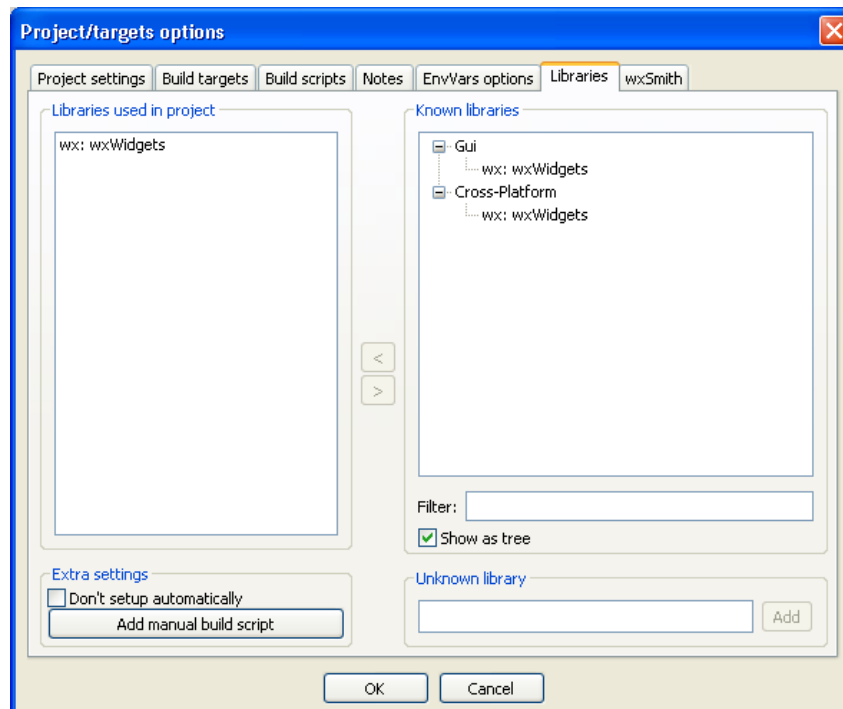 Project/targets options
Project settings Build targets Build scripts Notes EnvVars options Libraries wxSmith
Libraries used in project
wx: wxWidgets
Known libraries
Gui
wx: wxWidgets
Cross-Platform
wx: wxWidgets
<
>
Filter:
Show as tree
Extra settings
Don't setup automatically
Add manual build script
Unknown library
Add
OK Cancel